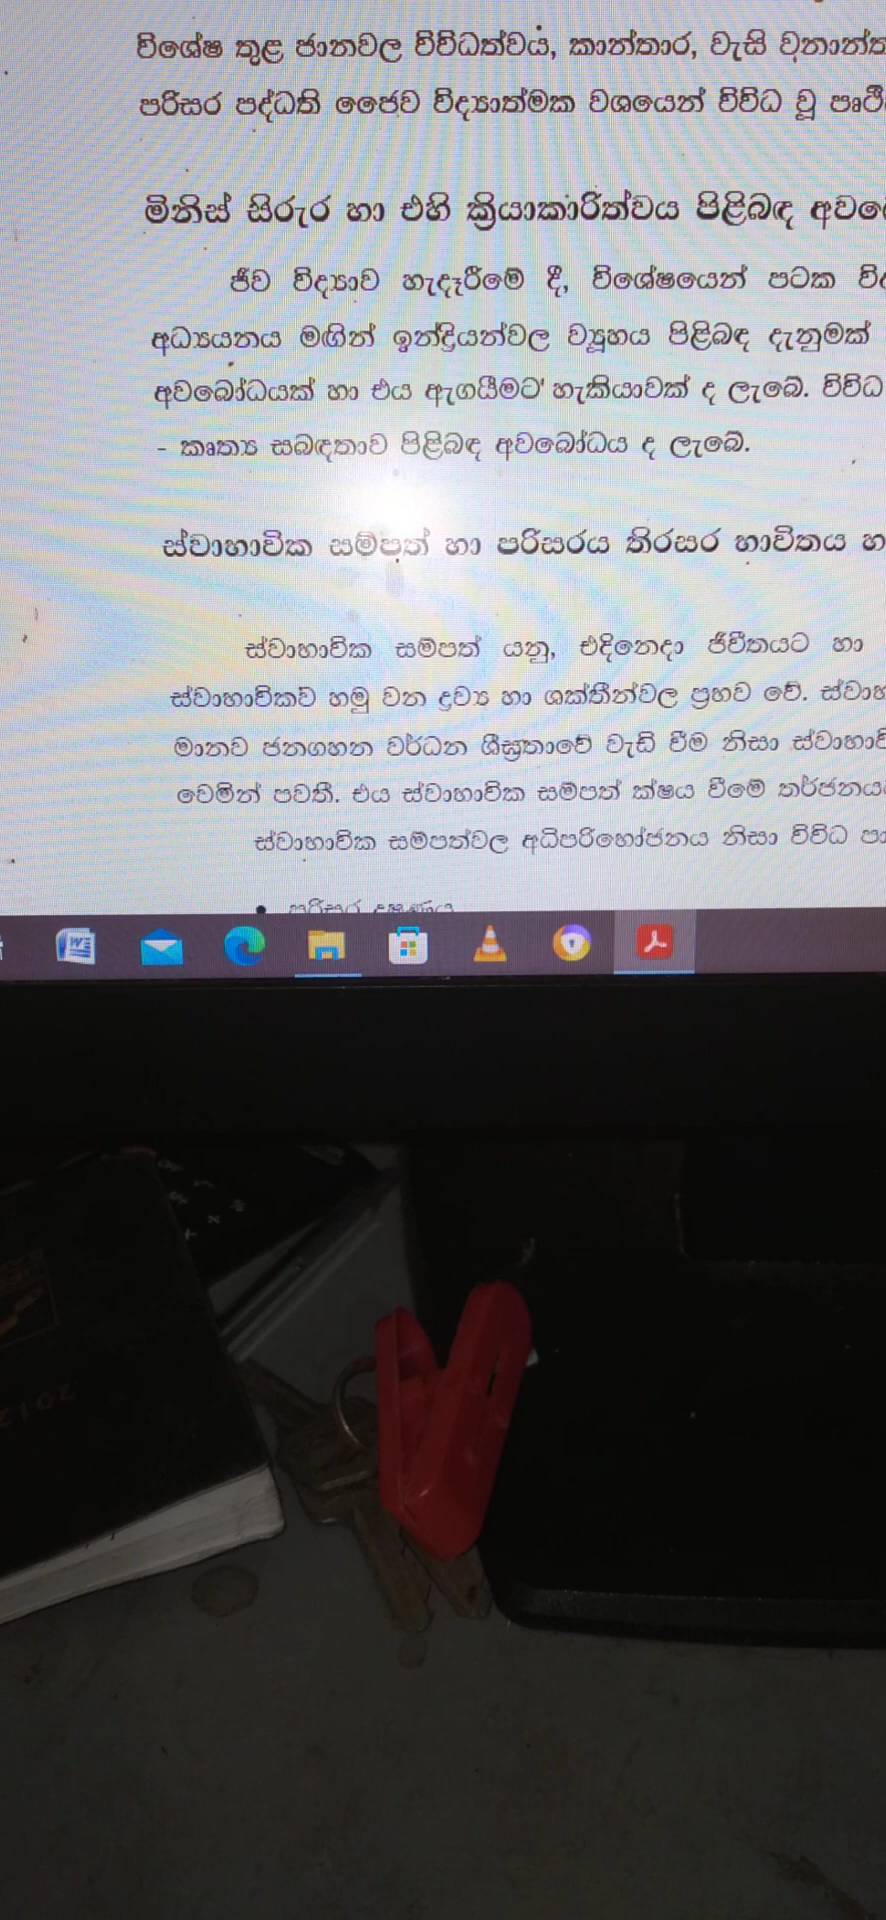 විශේෂ තුළ ජානවල විවිධත්වය, කාන්තාර, වැසි වනාන්ත
පරිසර පද්ධති ජෛව විද්‍යාත්මක වශයෙන් විවිධ වූ
මිනිස් සිරුර හා එහි ක්‍රියාකාරිත්වය පිළිබඳ
ජීව විද්‍යාව හැදෑරීමේ දී, විශේෂයෙන් පටක
අධ්‍යයනය මඟින් ඉන්ද්‍රියන්වල ව්‍යූහය පිළිබඳ දැනුමක්
අවබෝධයක් හා එය ඇගයීමට හැකියාවක් ද ලැබේ. විවිධ
- කෘත්‍ය සබඳතාව පිළිබඳ අවබෝධය ද ලැබේ.
ස්වාභාවික සම්පත් හා පරිසරය තිරසර භාවිතය
ස්වාභාවික සම්පත් යනු, එදිනෙදා ජීවිතයට හා
ස්වාභාවිකව හමු වන ද්‍රව්‍ය හා ශක්තීන්වල ප්‍රභව වේ.
මානව ජනගහන වර්ධන ශීඝ්‍රතාවේ වැඩි වීම නිසා
වෙමින් පවතී. එය ස්වාභාවික සම්පත් ක්ෂය වීමේ
ස්වාභාවික සම්පත්වල අධිපරිභෝජනය නිසා විවිධ
W